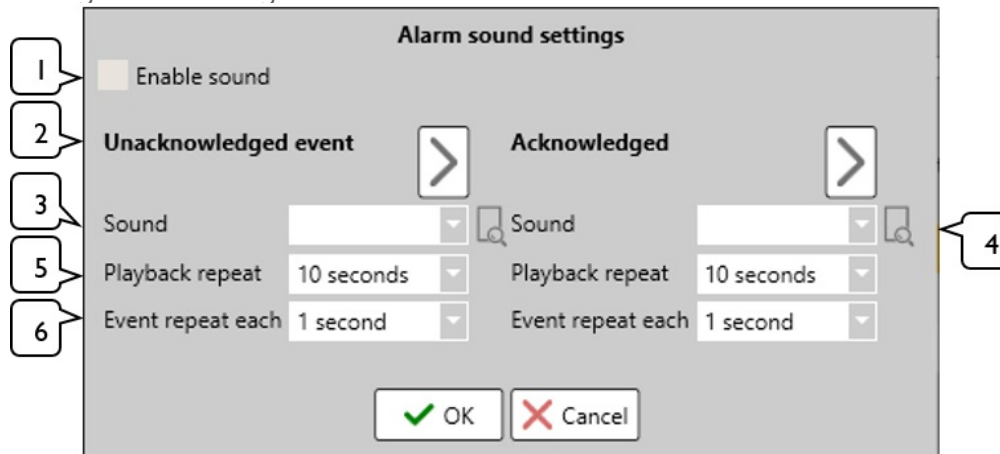 Alarm sound settings
1 Enable sound
2 Unacknowledged event Acknowledged
3 Sound Sound
4
5 Playback repeat 10 seconds Playback repeat 10 seconds
6 Event repeat each 1 second Event repeat each 1 second
OK Cancel